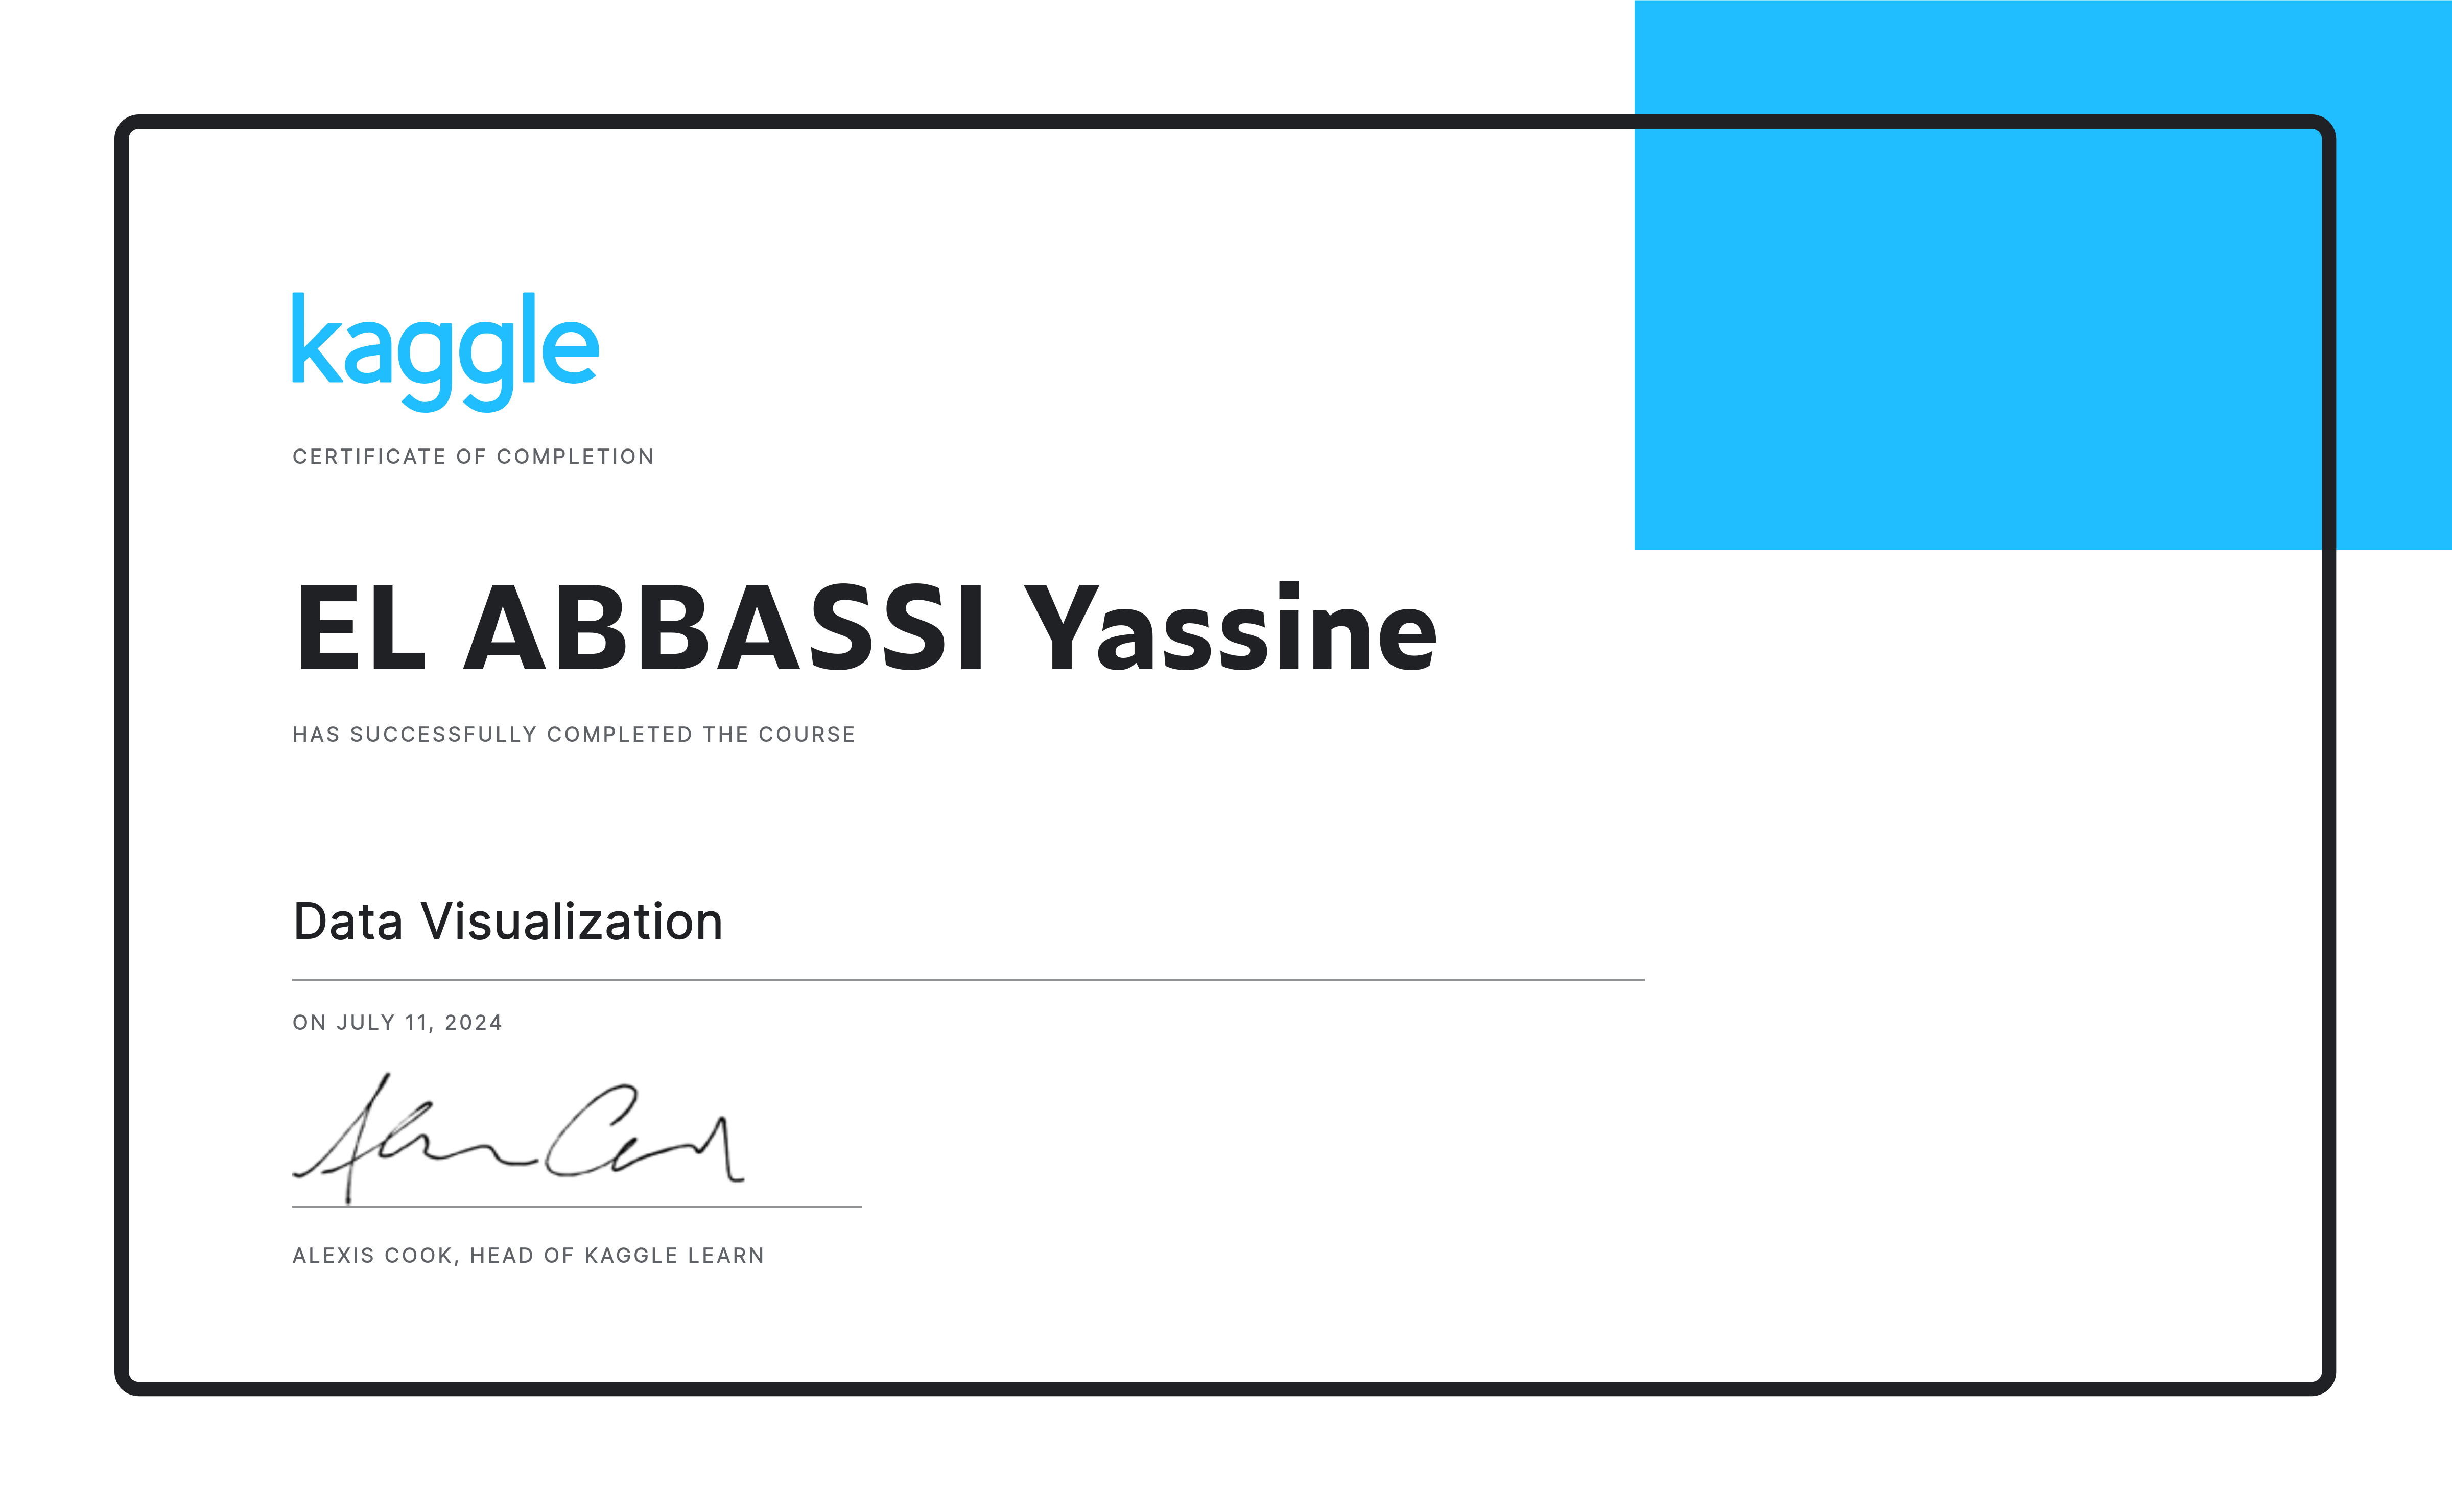 kaggle
CERTIFICATE OF COMPLETION
EL ABBASSI Yassine
HAS SUCCESSFULLY COMPLETED THE COURSE
Data Visualization
ON JULY 11, 2024
ALEXIS COOK, HEAD OF KAGGLE LEARN